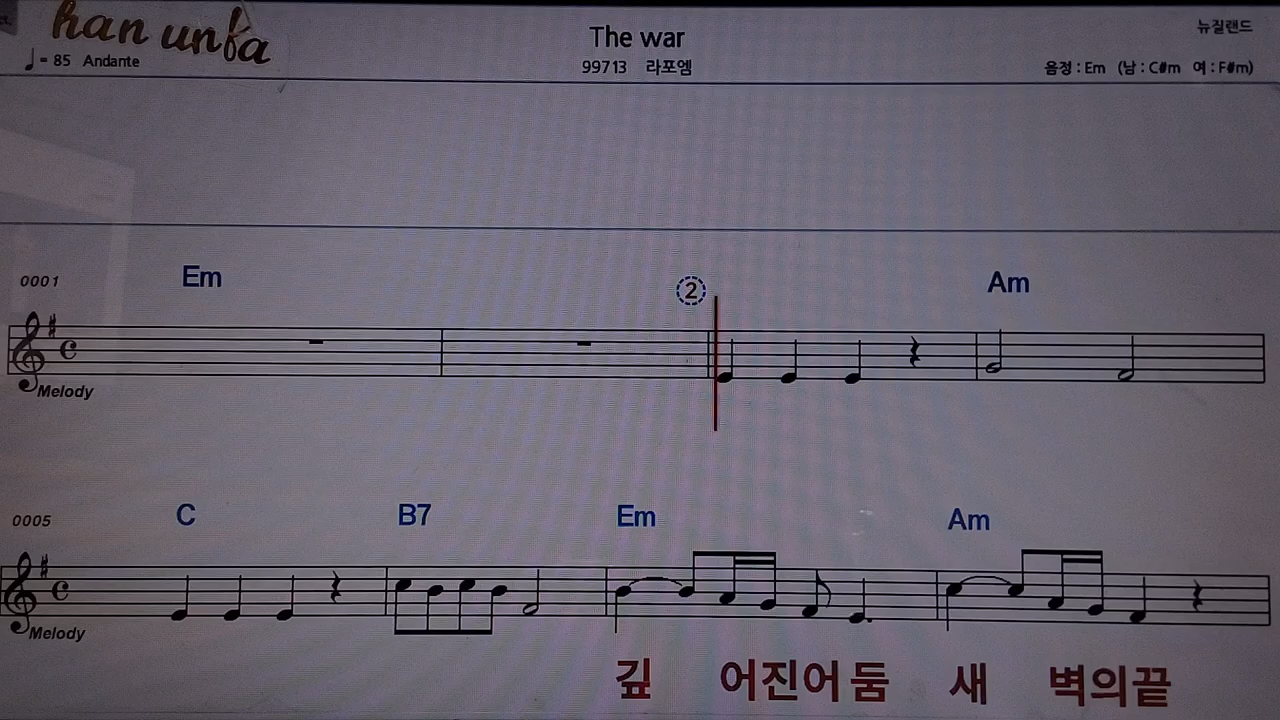 han unfa
The war
뉴질랜드
♩= 85 Andante
99713 라포엠
음정 : Em (남 : C#m 여 : F#m)
0001 Em ② Am
Melody
0005 C B7 Em Am
Melody
깊 어진어 둠 새 벽의끝